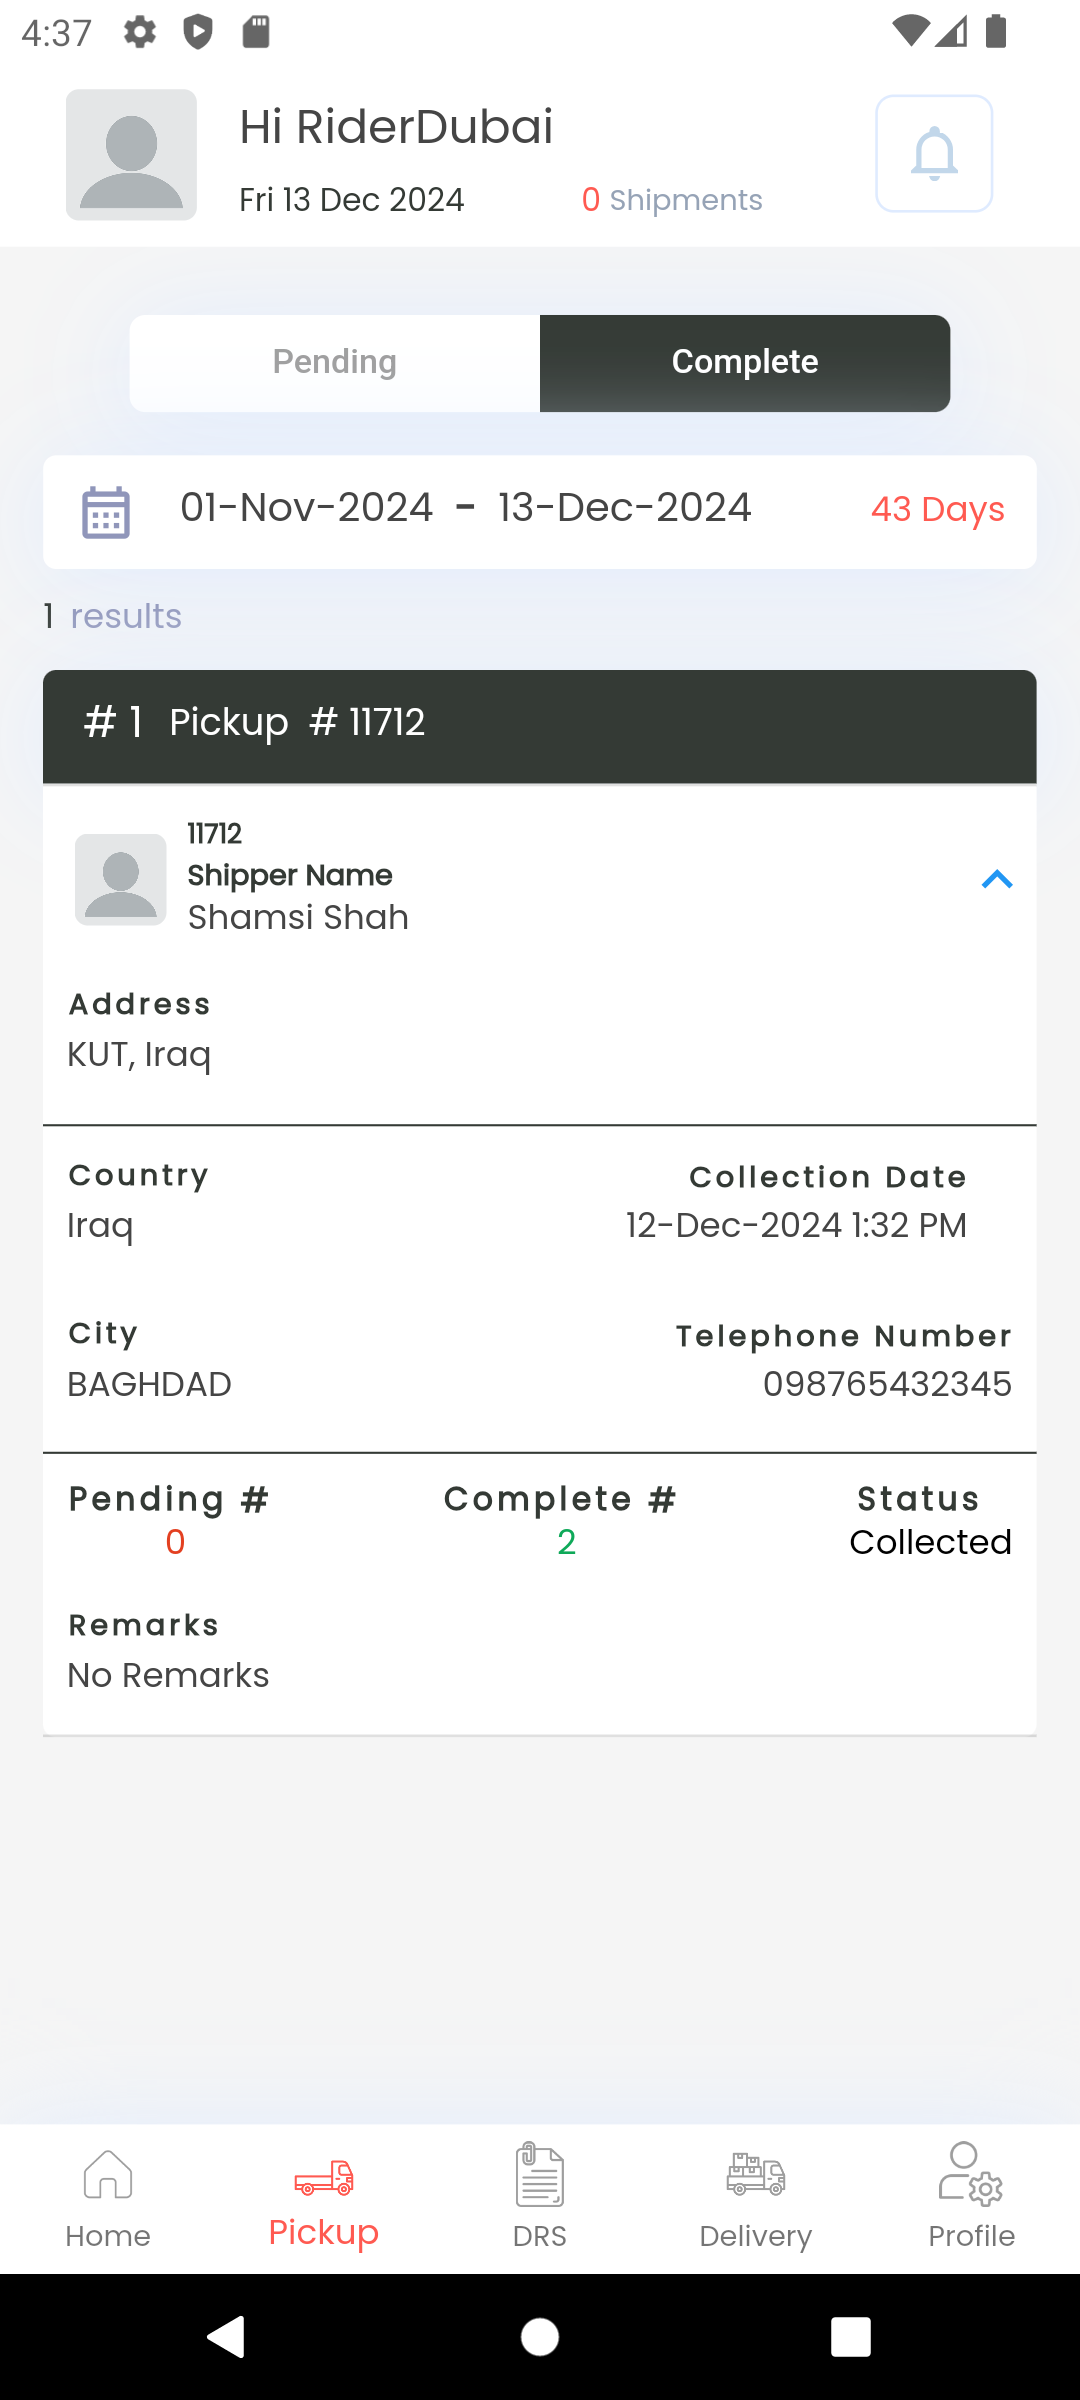 4:37
Hi RiderDubai
Fri 13 Dec 2024 0 Shipments
Pending Complete
01-Nov-2024 - 13-Dec-2024 43 Days
1 results
# 1 Pickup # 11712
11712
Shipper Name
Shamsi Shah
Address
KUT, Iraq
Country Collection Date
Iraq 12-Dec-2024 1:32 PM
City Telephone Number
BAGHDAD 098765432345
Pending # Complete # Status
0 2 Collected
Remarks
No Remarks
Home Pickup DRS Delivery Profile